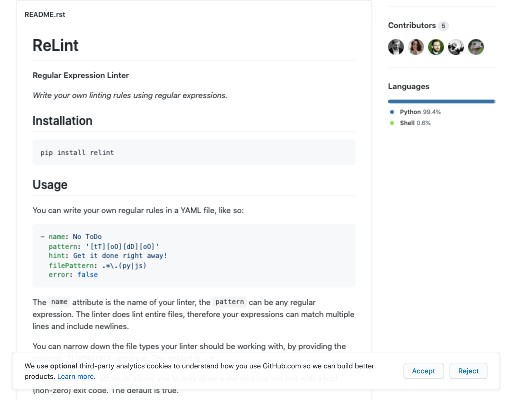 README.rst
ReLint
Regular Expression Linter
Write your own linting rules using regular expressions.
Installation
pip install relint
Usage
You can write your own regular rules in a YAML file, like so:
- name: No ToDo
pattern: '[tT][oO][dD][oO]'
hint: Get it done right away!
filePattern: .*\.(py|js)
error: false
The name attribute is the name of your linter, the pattern can be any regular
expression. The linter does lint entire files, therefore your expressions can match multiple
lines and include newlines.
You can narrow down the file types your linter should be working with, by providing the
(non-zero) exit code. The default is true.
Contributors 5
Languages
Python 99.4%
Shell 0.6%
We use optional third-party analytics cookies to understand how you use GitHub.com so we can build better
products. Learn more.
Accept
Reject